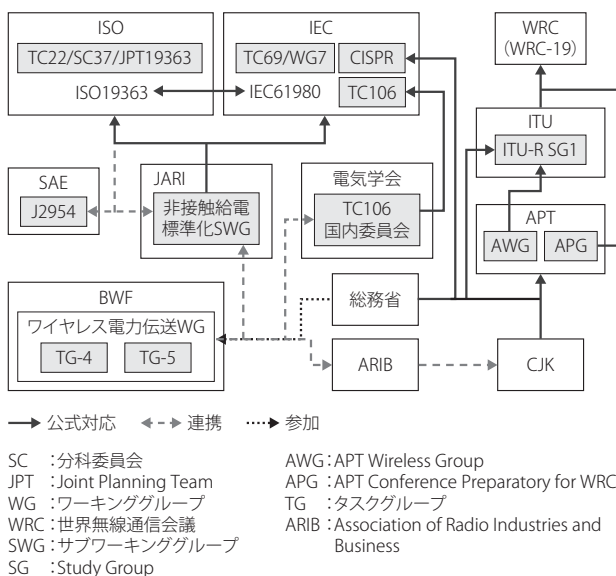 ISO
TC22/SC37/JPT19363
ISO19363
IEC
TC69/WG7
CISPR
IEC61980
TC106
WRC
(WRC-19)
ITU
ITU-R SG1
SAE
J2954
JARI
非接触給電
標準化SWG
電気学会
TC106
国内委員会
APT
AWG
APG
BWF
ワイヤレス電力伝送WG
TG-4
TG-5
総務省
ARIB
CJK
公式対応
連携
参加
SC :分科委員会
JPT :Joint Planning Team
WG :ワーキンググループ
WRC :世界無線通信会議
SWG :サブワーキンググループ
SG :Study Group
AWG :APT Wireless Group
APG :APT Conference Preparatory for WRC
TG :タスクグループ
ARIB :Association of Radio Industries and
Business